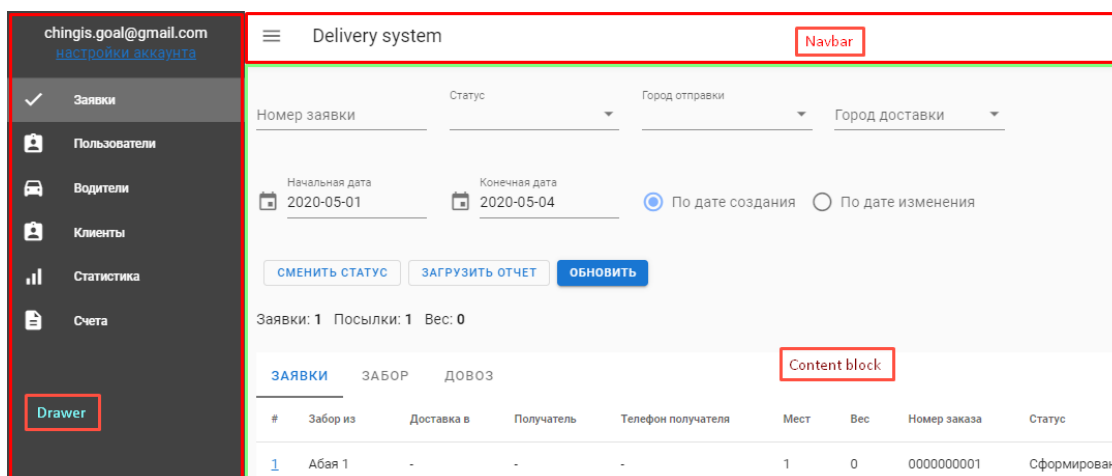 chingis.goal@gmail.com
настройки аккаунта
Delivery system
Navbar
Заявки
Пользователи
Водители
Клиенты
Статистика
Счета
Drawer
Номер заявки
Статус
Город отправки
Город доставки
Начальная дата
2020-05-01
Конечная дата
2020-05-04
По дате создания
По дате изменения
СМЕНИТЬ СТАТУС
ЗАГРУЗИТЬ ОТЧЕТ
ОБНОВИТЬ
Заявки: 1 Посылки: 1 Вес: 0
Content block
ЗАЯВКИ ЗАБОР ДОВОЗ
# Забор из Доставка в Получатель Телефон получателя Мест Вес Номер заказа Статус
1 Абая 1 - - - 1 0 0000000001 Сформирован